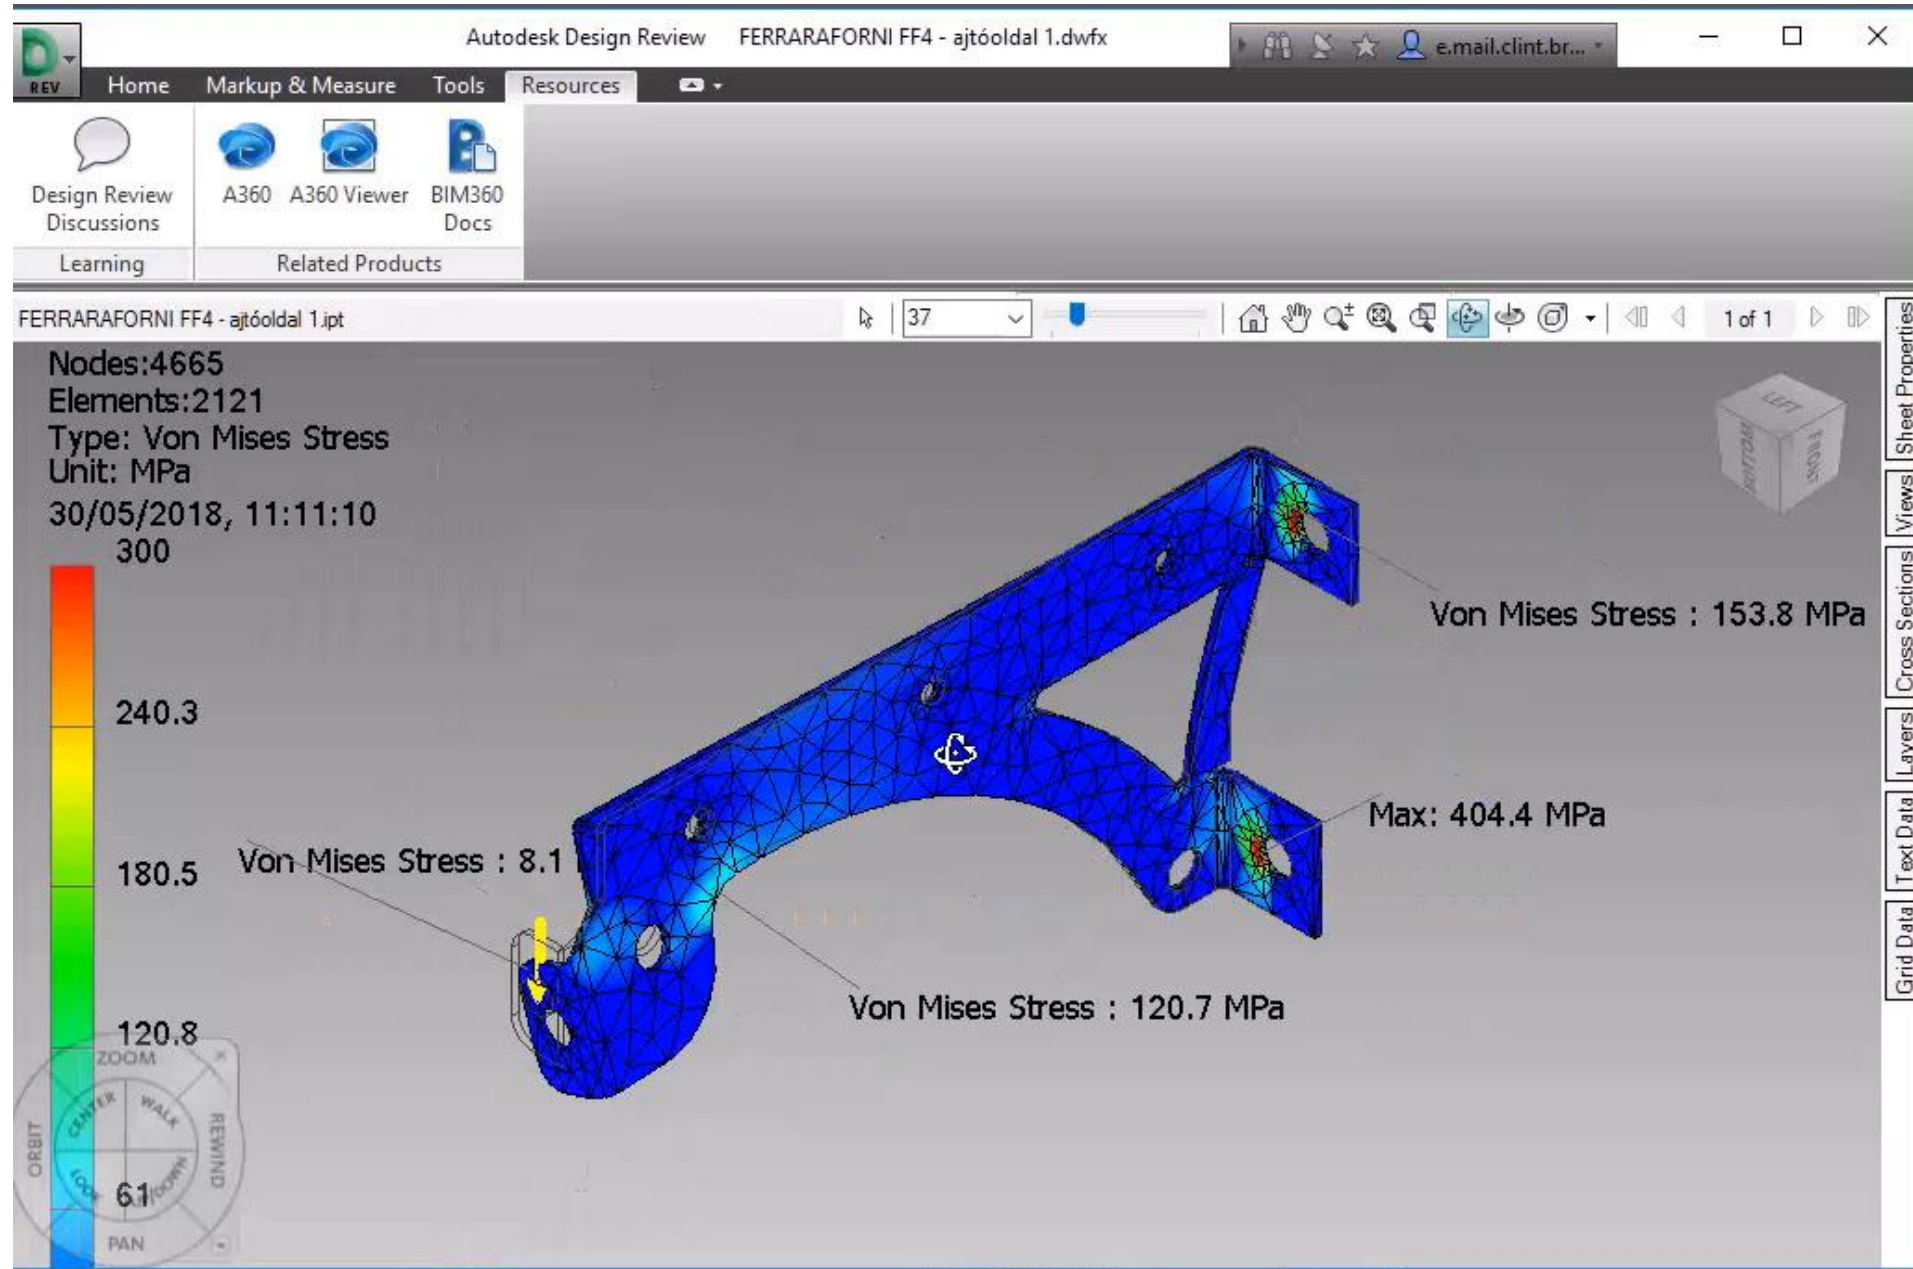 Autodesk Design Review FERRARAFORNI FF4 - ajtóoldal 1.dwfx
e.mail.clint.br...
REV
Home Markup & Measure Tools Resources
Design Review Discussions
A360
A360 Viewer
BIM360 Docs
Learning
Related Products
FERRARAFORNI FF4 - ajtóoldal 1.ipt
37
1 of 1
Nodes:4665
Elements:2121
Type: Von Mises Stress
Unit: MPa
30/05/2018, 11:11:10
300
240.3
180.5
120.8
61
Von Mises Stress : 153.8 MPa
Max: 404.4 MPa
Von Mises Stress : 8.1
Von Mises Stress : 120.7 MPa
LEFT
BOTTOM
FRONT
Sheet Properties
Views
Cross Sections
Layers
Text Data
Grid Data
ZOOM
CENTER
WALK
ORBIT
REWIND
LOOK
UP/DOWN
PAN